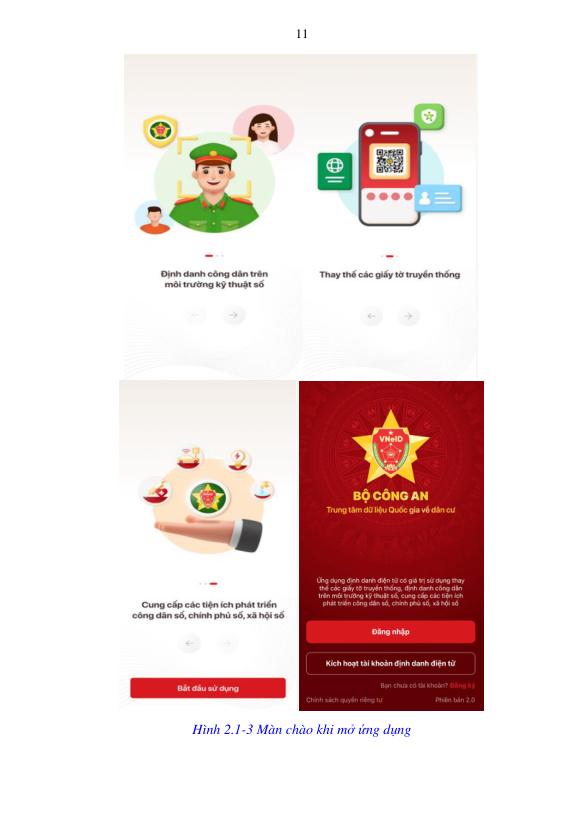 11
Định danh công dân trên
môi trường kỹ thuật số
Thay thế các giấy tờ truyền thống
Cung cấp các tiện ích phát triển
công dân số, chính phủ số, xã hội số
Bắt đầu sử dụng
VNeID
BỘ CÔNG AN
Trung tâm dữ liệu Quốc gia về dân cư
Ứng dụng định danh điện tử có giá trị sử dụng thay
thế các giấy tờ truyền thống, định danh công dân
trên môi trường kỹ thuật số, cung cấp các tiện ích
phát triển công dân số, chính phủ số, xã hội số
Đăng nhập
Kích hoạt tài khoản định danh điện tử
Bạn chưa có tài khoản? Đăng ký
Chính sách quyền riêng tư Phiên bản 2.0
Hình 2.1-3 Màn chào khi mở ứng dụng